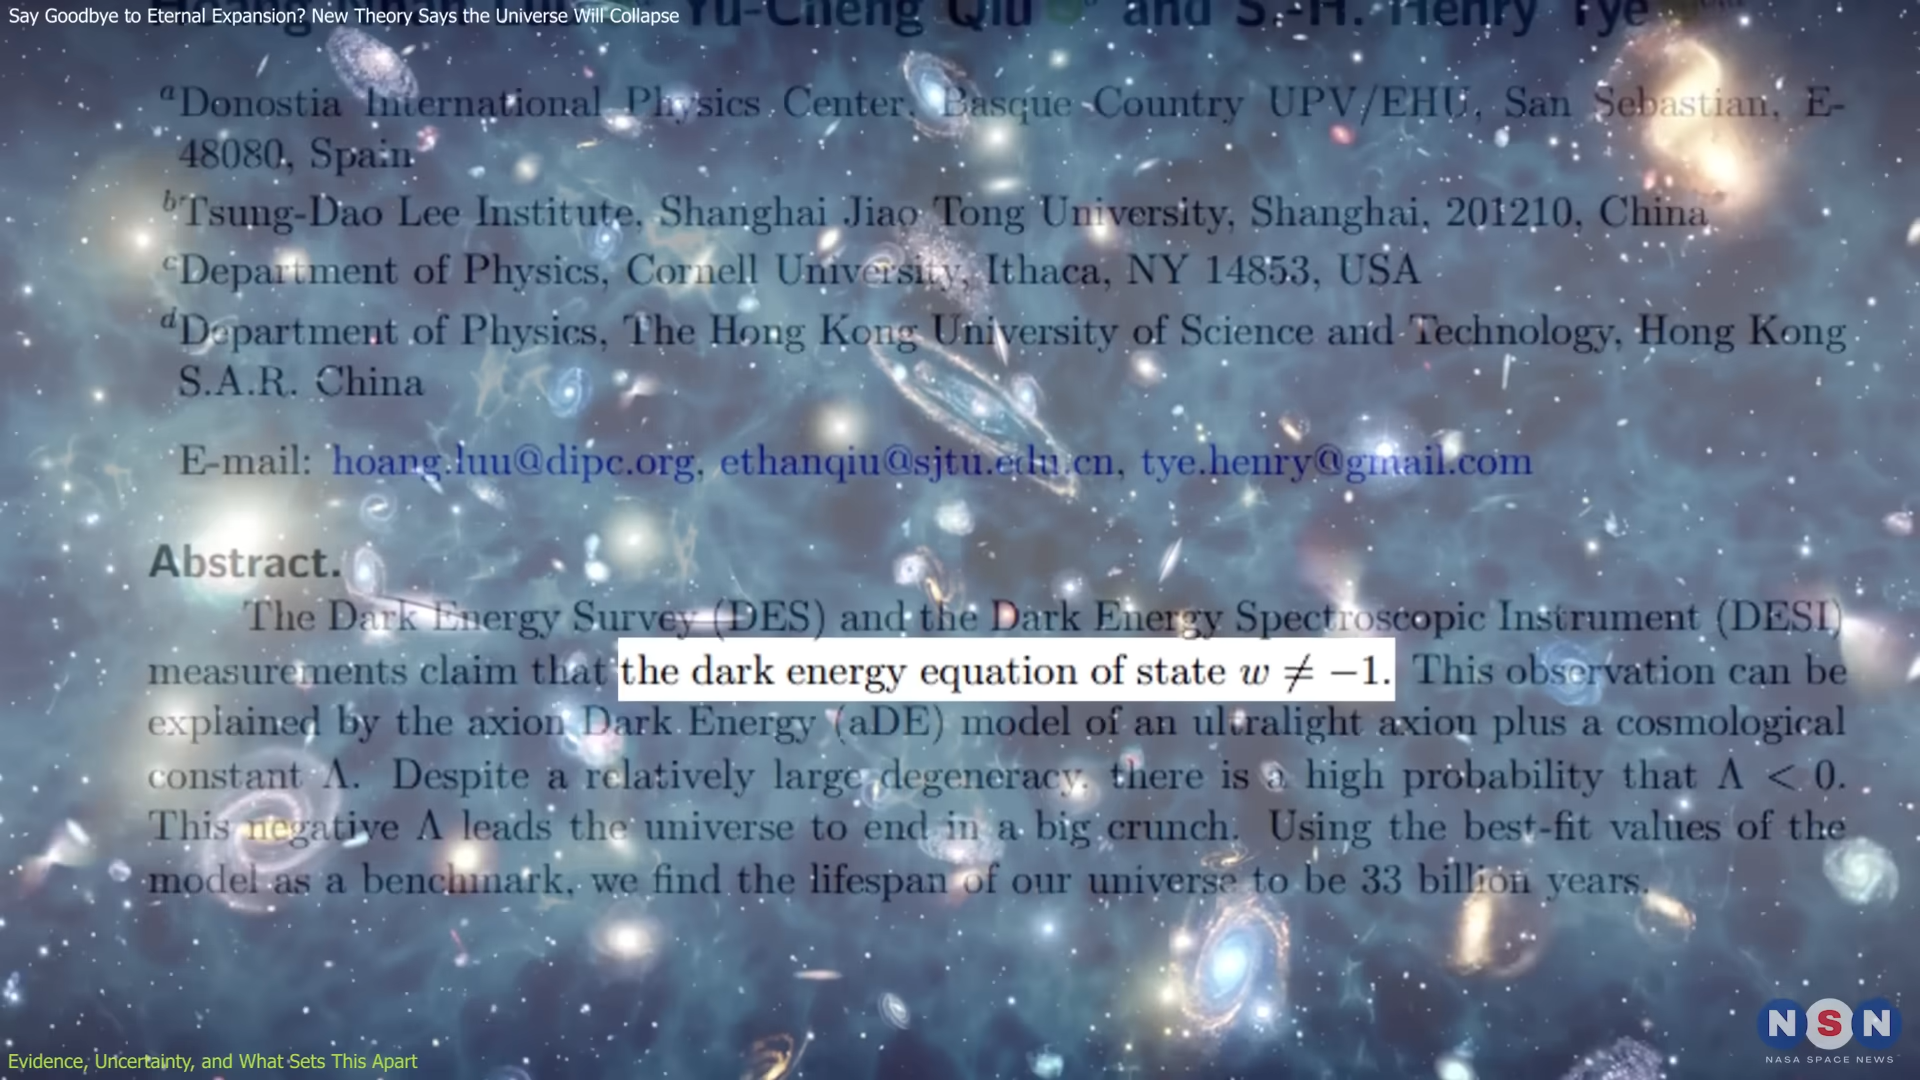 Say Goodbye to Eternal Expansion? New Theory Says the Universe Will Collapse
Yu-Cheng Qiu and S.-H. Henry Tye
aDonostia International Physics Center, Basque Country UPV/EHU, San Sebastian, E-
48080, Spain
bTsung-Dao Lee Institute, Shanghai Jiao Tong University, Shanghai, 201210, China
cDepartment of Physics, Cornell University, Ithaca, NY 14853, USA
dDepartment of Physics, The Hong Kong University of Science and Technology, Hong Kong
S.A.R. China
E-mail: hoang.luu@dipc.org, ethanqiu@sjtu.edu.cn, tye.henry@gmail.com
Abstract.
The Dark Energy Survey (DES) and the Dark Energy Spectroscopic Instrument (DESI)
measurements claim that the dark energy equation of state w ≠ −1. This observation can be
explained by the axion Dark Energy (aDE) model of an ultralight axion plus a cosmological
constant Λ. Despite a relatively large degeneracy, there is a high probability that Λ < 0.
This negative Λ leads the universe to end in a big crunch. Using the best-fit values of the
model as a benchmark, we find the lifespan of our universe to be 33 billion years.
NSN
NASA SPACE NEWS
Evidence, Uncertainty, and What Sets This Apart